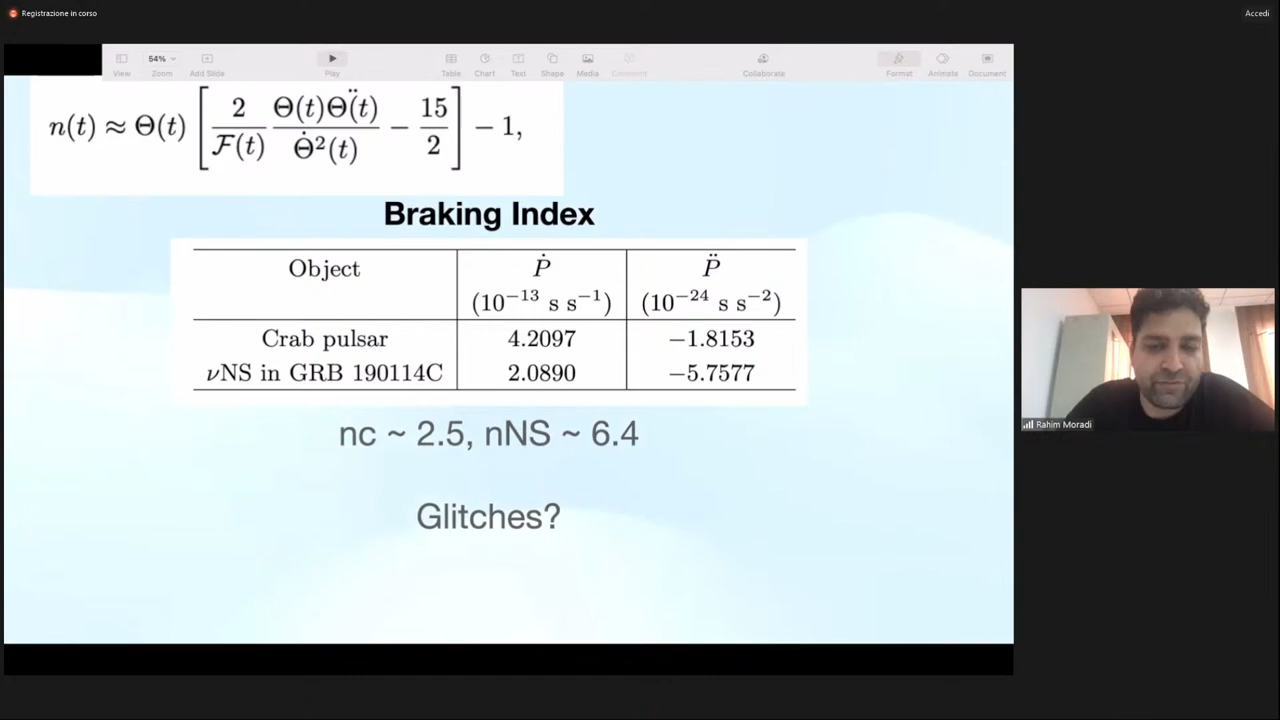 Registrazione in corso
Accedi
54%
View Zoom Add Slide Play Table Chart Text Shape Media Comment Collaborate Format Animate Document
n(t) ≈ Θ(t) [ 2/ℱ(t) Θ(t)Θ̈(t)/Θ̇²(t) − 15/2 ] − 1,
Braking Index
Object Ṗ P̈
(10⁻¹³ s s⁻¹) (10⁻²⁴ s s⁻²)
Crab pulsar 4.2097 −1.8153
νNS in GRB 190114C 2.0890 −5.7577
nc ~ 2.5, nNS ~ 6.4
Glitches?
Rahim Moradi